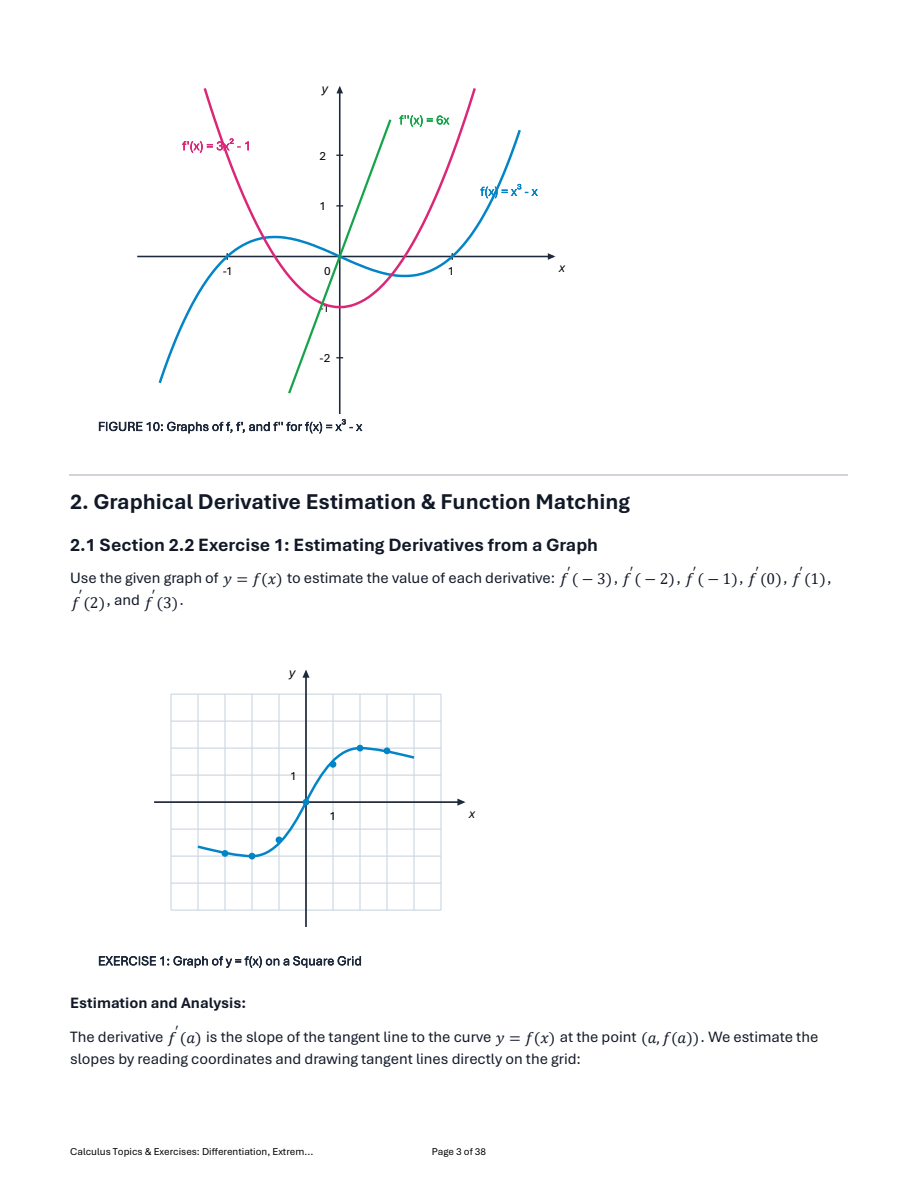 y
f''(x) = 6x
f'(x) = 3x² - 1
2
f(x) = x³ - x
1
-1
0
1
x
-1
-2
FIGURE 10: Graphs of f, f', and f'' for f(x) = x³ - x
2. Graphical Derivative Estimation & Function Matching
2.1 Section 2.2 Exercise 1: Estimating Derivatives from a Graph
Use the given graph of y = f(x) to estimate the value of each derivative: f′(−3), f′(−2), f′(−1), f′(0), f′(1),
f′(2), and f′(3).
y
1
1
x
EXERCISE 1: Graph of y = f(x) on a Square Grid
Estimation and Analysis:
The derivative f′(a) is the slope of the tangent line to the curve y = f(x) at the point (a, f(a)). We estimate the
slopes by reading coordinates and drawing tangent lines directly on the grid:
Calculus Topics & Exercises: Differentiation, Extrem... Page 3 of 38